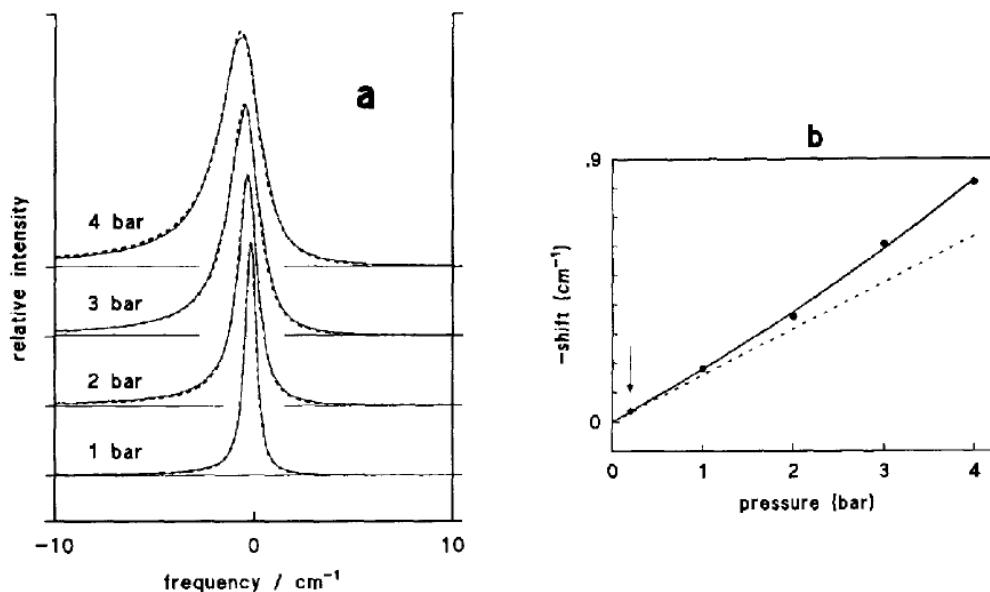 a
4 bar
3 bar
2 bar
1 bar
relative intensity
-10
0
10
frequency / cm⁻¹
b
.9
0
-shift (cm⁻¹)
0
1
2
3
4
pressure (bar)